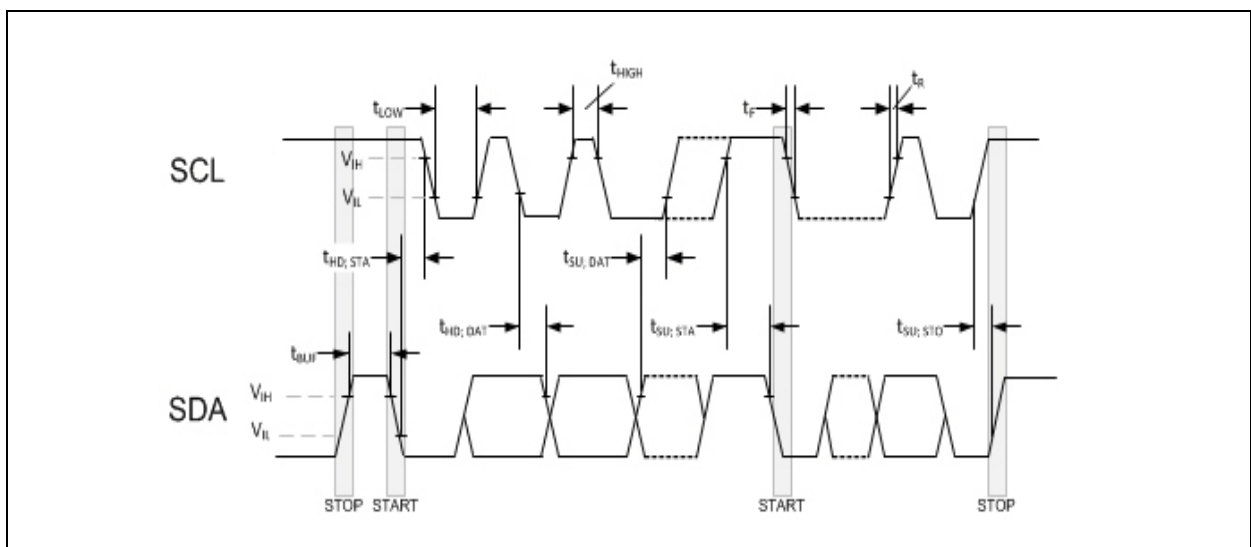 tHIGH
tR
tLOW
tF
SCL
VIH
VIL
tHD; STA
tSU; DAT
tHD; DAT
tSU; STA
tSU; STO
tBUF
SDA
VIH
VIL
STOP START START STOP